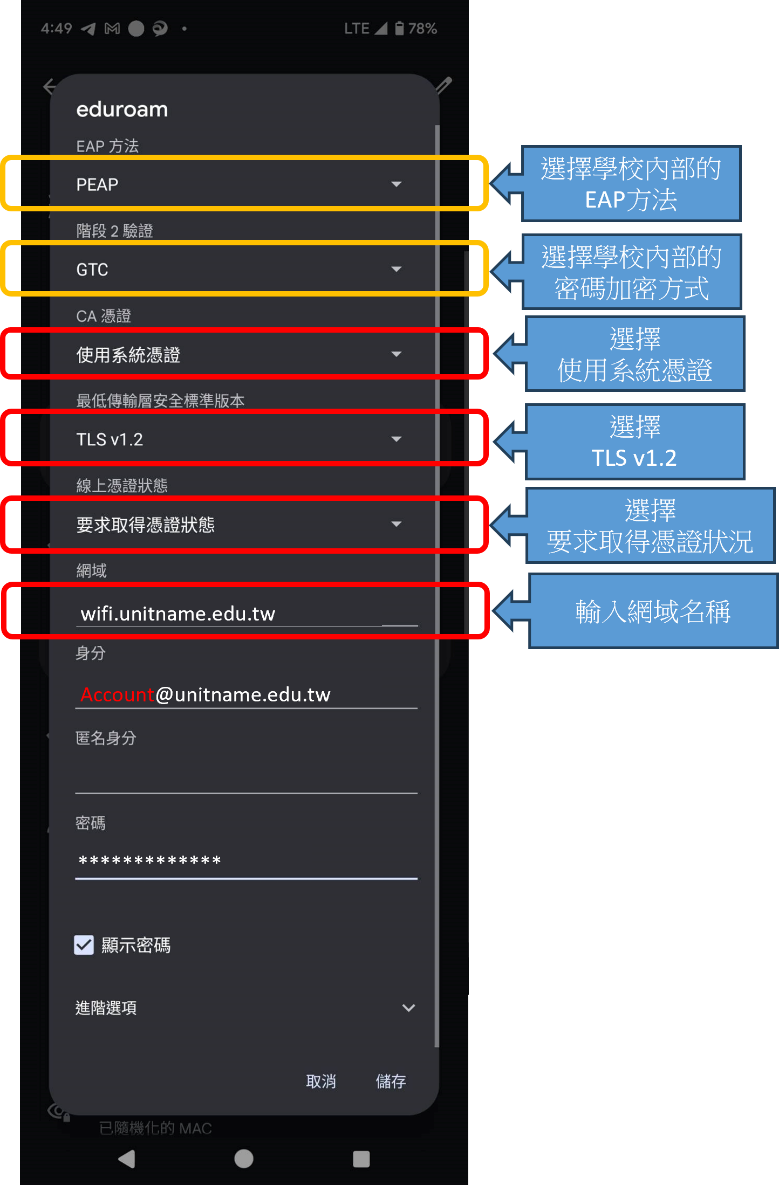 4:49
LTE 78%
eduroam
EAP 方法
PEAP
選擇學校內部的
EAP方法
階段 2 驗證
GTC
選擇學校內部的
密碼加密方式
CA 憑證
使用系統憑證
選擇
使用系統憑證
最低傳輸層安全標準版本
TLS v1.2
選擇
TLS v1.2
線上憑證狀態
要求取得憑證狀態
選擇
要求取得憑證狀況
網域
wifi.unitname.edu.tw
輸入網域名稱
身分
Account@unitname.edu.tw
匿名身分
密碼
*************
顯示密碼
進階選項
取消 儲存
已隨機化的 MAC